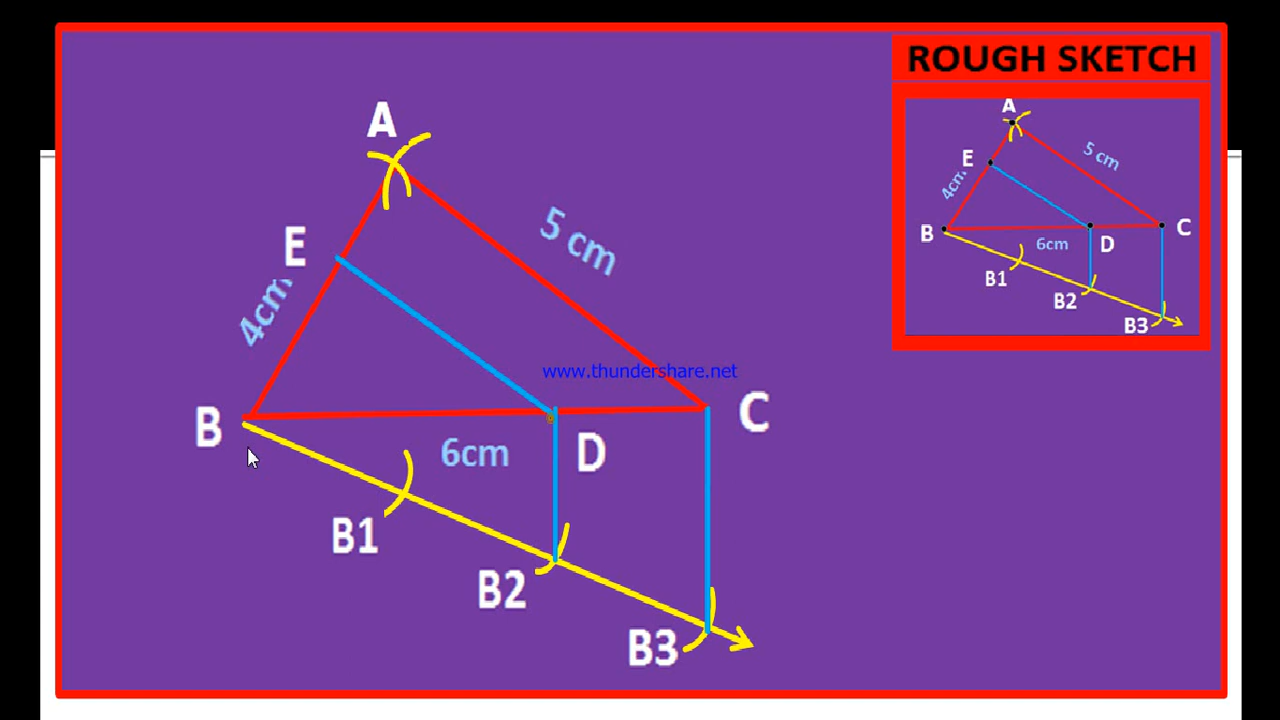 A
E
4cm
5 cm
www.thundershare.net
B
C
6cm
D
B1
B2
B3
ROUGH SKETCH
A
E
4cm
5 cm
B
C
6cm
D
B1
B2
B3